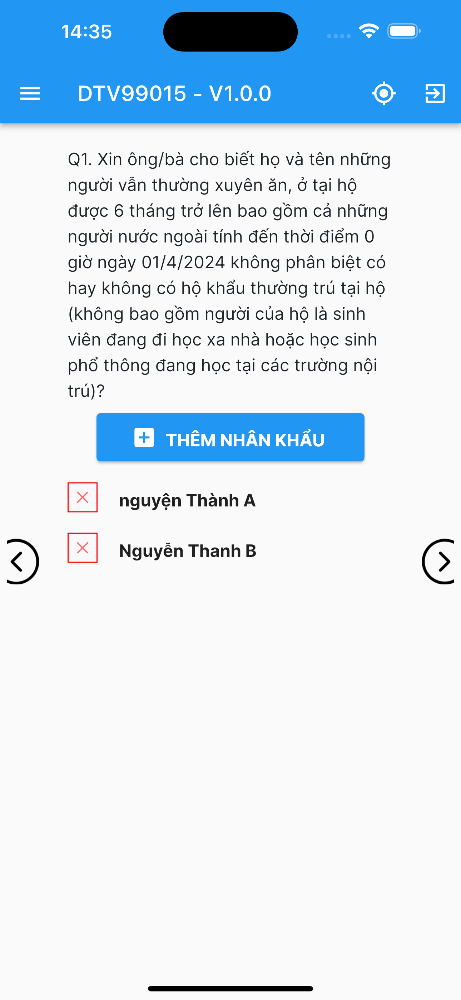 14:35
DTV99015 - V1.0.0
Q1. Xin ông/bà cho biết họ và tên những
người vẫn thường xuyên ăn, ở tại hộ
được 6 tháng trở lên bao gồm cả những
người nước ngoài tính đến thời điểm 0
giờ ngày 01/4/2024 không phân biệt có
hay không có hộ khẩu thường trú tại hộ
(không bao gồm người của hộ là sinh
viên đang đi học xa nhà hoặc học sinh
phổ thông đang học tại các trường nội
trú)?
THÊM NHÂN KHẨU
nguyện Thành A
Nguyễn Thanh B